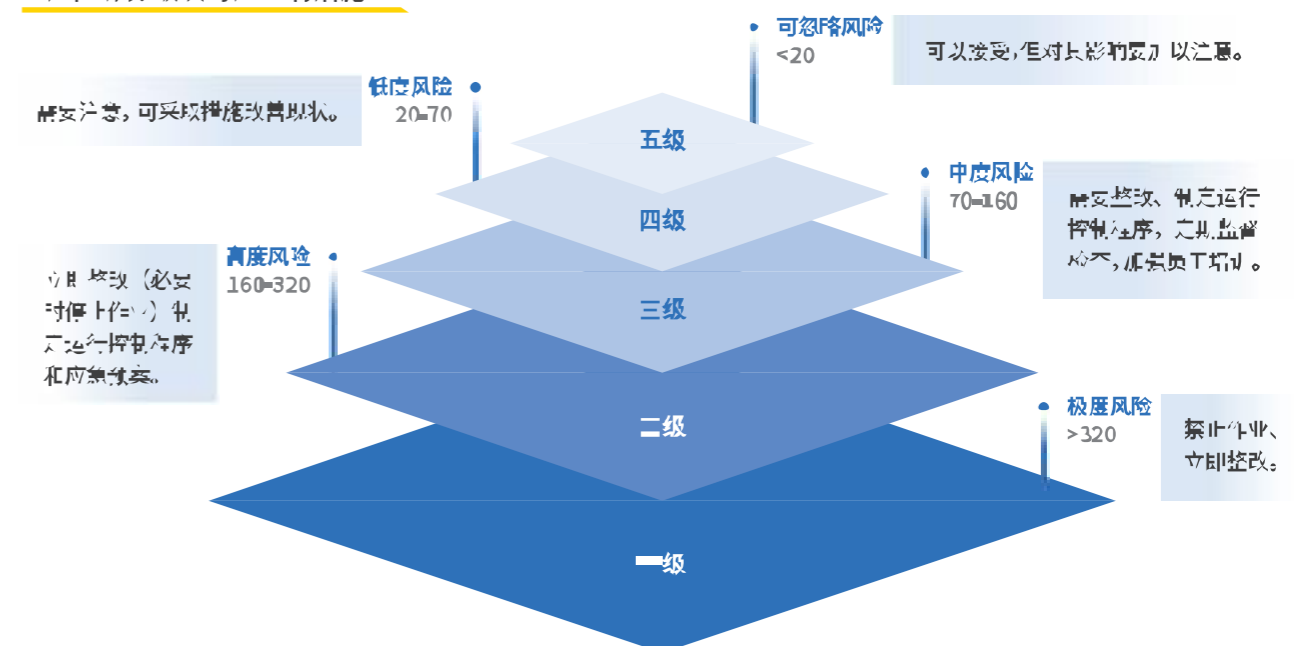 可忽略风险
<20
可以接受，但对其影响要加以注意。
低度风险
20-70
需要注意，可采取措施改善现状。
五级
中度风险
70-160
需要整改、制定运行
控制程序，定期监督
检查，加强员工培训。
四级
高度风险
160-320
立即整改（必要
时停止作业）制
定运行控制程序
和应急预案。
三级
极度风险
>320
禁止作业、
立即整改。
二级
一级